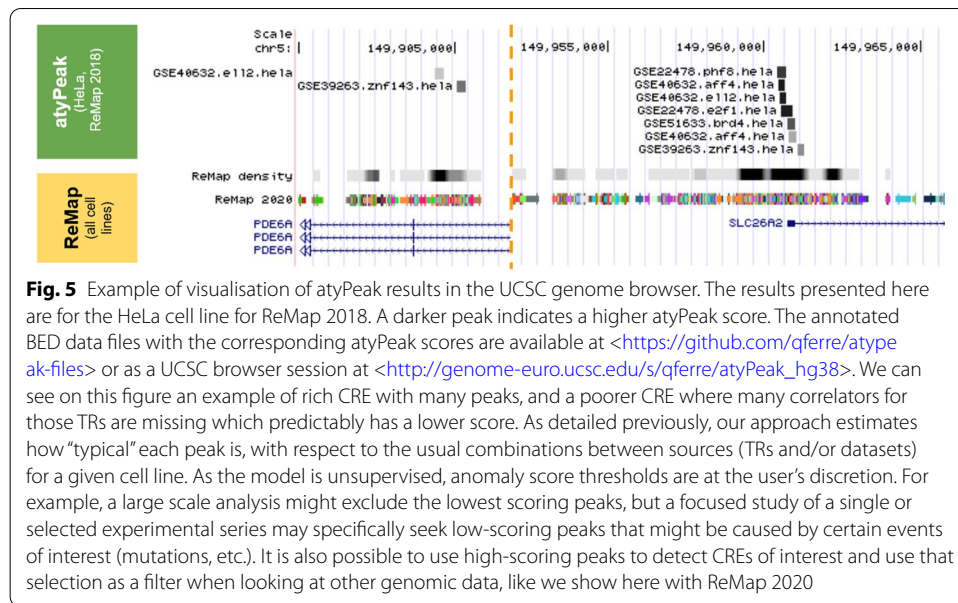 atyPeak
(HeLa,
ReMap 2018)
Scale
chr5:
149,905,000
149,955,000
149,960,000
149,965,000
GSE40632.ell2.hela
GSE39263.znf143.hela
GSE22478.phf8.hela
GSE40632.aff4.hela
GSE40632.ell2.hela
GSE22478.e2f1.hela
GSE51633.brd4.hela
GSE40632.aff4.hela
GSE39263.znf143.hela
ReMap
(all cell
lines)
ReMap density
ReMap 2020
PDE6A
PDE6A
PDE6A
SLC26A2
Fig. 5 Example of visualisation of atyPeak results in the UCSC genome browser. The results presented here
are for the HeLa cell line for ReMap 2018. A darker peak indicates a higher atyPeak score. The annotated
BED data files with the corresponding atyPeak scores are available at <https://github.com/qferre/atype
ak-files> or as a UCSC browser session at <http://genome-euro.ucsc.edu/s/qferre/atyPeak_hg38>. We can
see on this figure an example of rich CRE with many peaks, and a poorer CRE where many correlators for
those TRs are missing which predictably has a lower score. As detailed previously, our approach estimates
how "typical" each peak is, with respect to the usual combinations between sources (TRs and/or datasets)
for a given cell line. As the model is unsupervised, anomaly score thresholds are at the user's discretion. For
example, a large scale analysis might exclude the lowest scoring peaks, but a focused study of a single or
selected experimental series may specifically seek low-scoring peaks that might be caused by certain events
of interest (mutations, etc.). It is also possible to use high-scoring peaks to detect CREs of interest and use that
selection as a filter when looking at other genomic data, like we show here with ReMap 2020